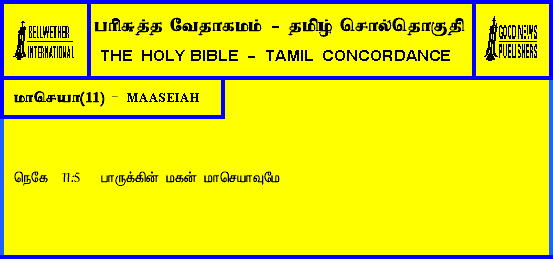 BELLWETHER
INTERNATIONAL
பரிசுத்த வேதாகமம் - தமிழ் சொல்தொகுதி
THE HOLY BIBLE - TAMIL CONCORDANCE
GOOD NEWS
PUBLISHERS
மாசெயா(11) - MAASEIAH
நெகே 11:5 பாருக்கின் மகன் மாசெயாவுமே